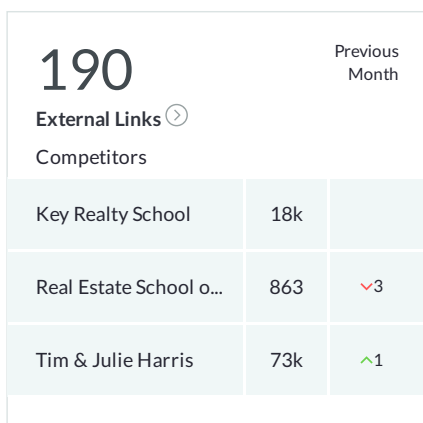 190
Previous
Month
External Links
Competitors
Key Realty School 18k
Real Estate School o... 863 3
Tim & Julie Harris 73k 1